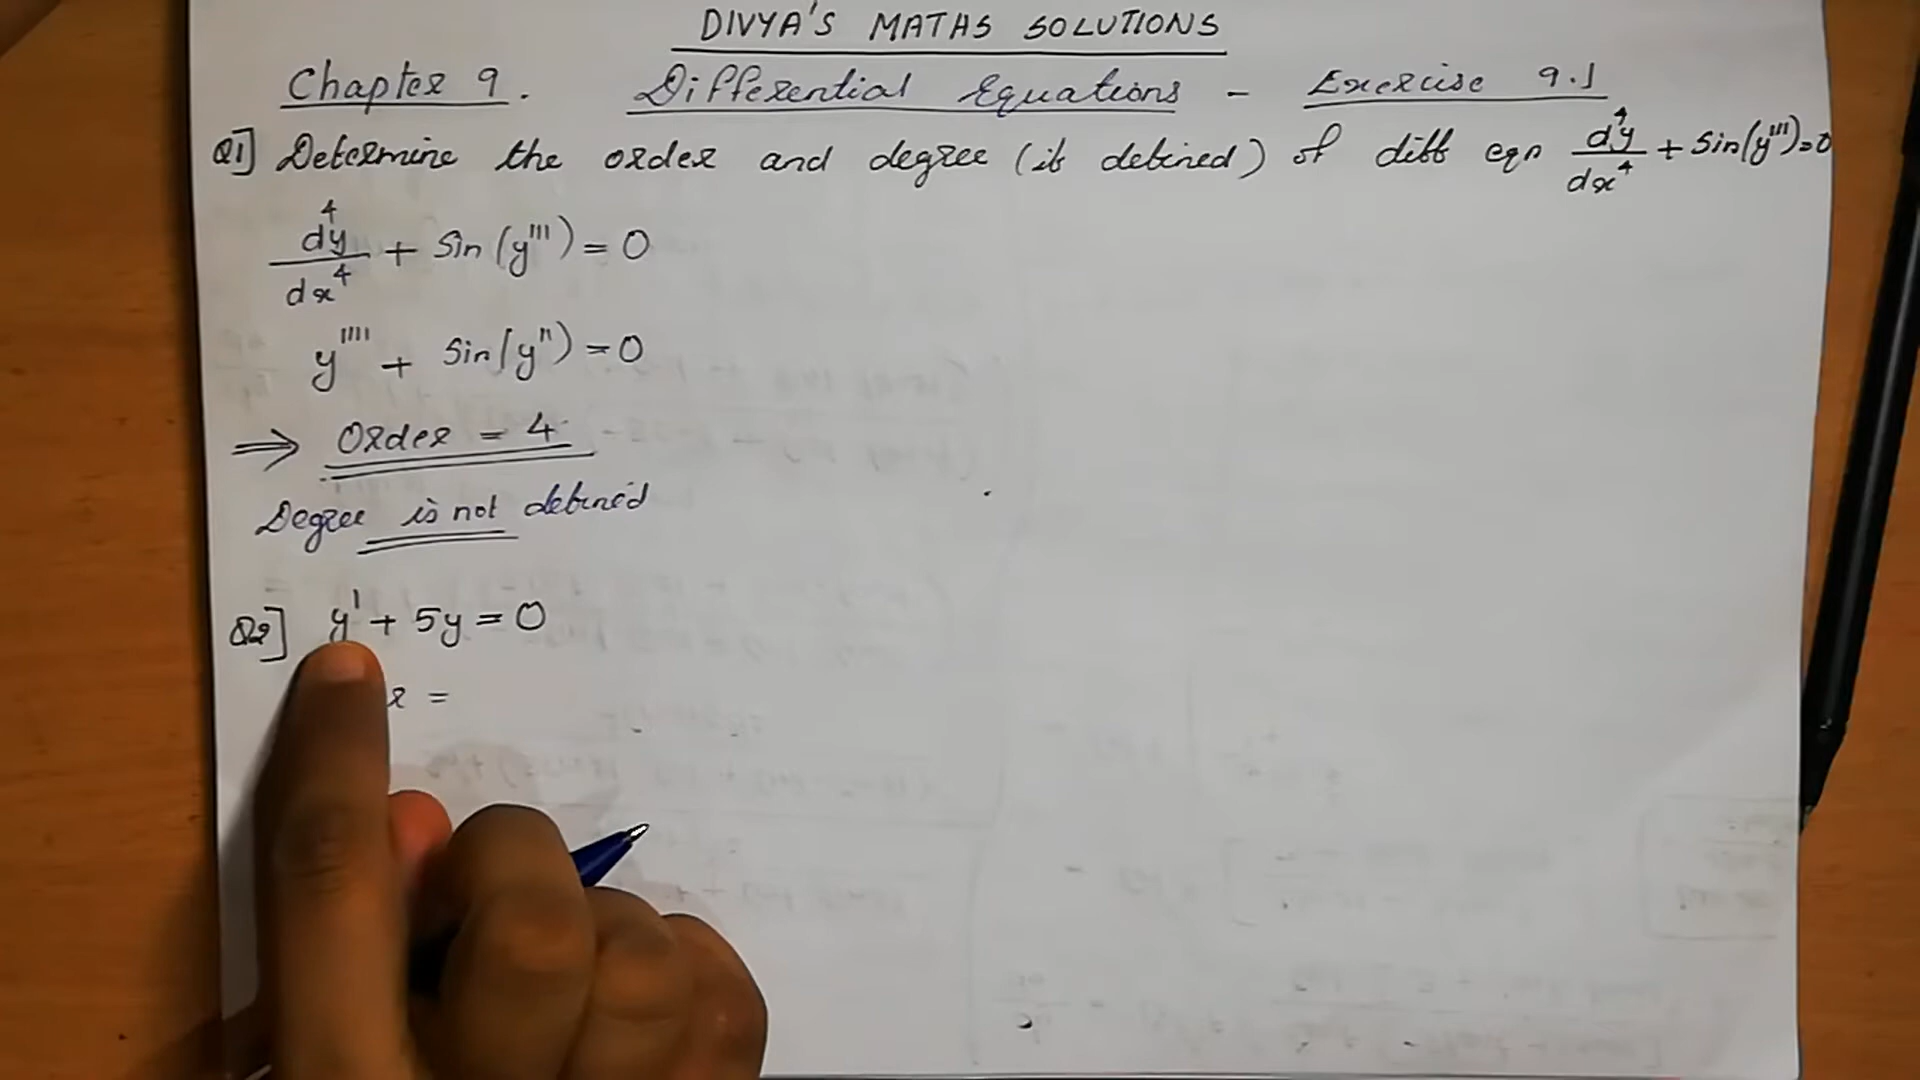 DIVYA'S MATHS SOLUTIONS
Chapter 9. Differential Equations - Exercise 9.1
Q1] Determine the order and degree (if defined) of diff eqn d⁴y/dx⁴ + Sin(y''')=0
d⁴y/dx⁴ + Sin(y''') = 0
y'''' + Sin(y''') = 0
⇒ Order = 4
Degree is not defined
Q2] y' + 5y = 0
r =